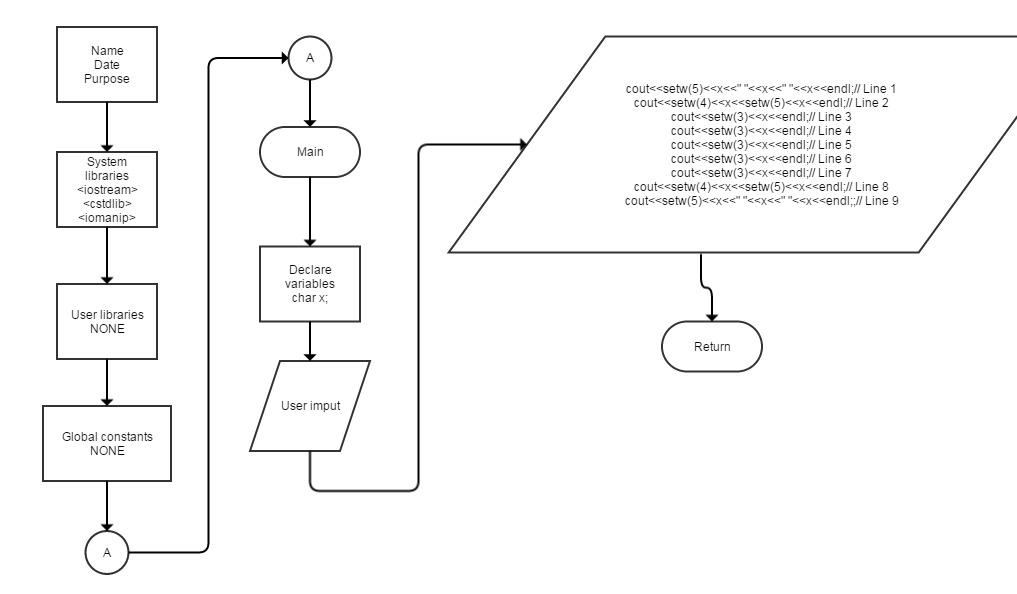 Name
Date
Purpose
System
libraries
<iostream>
<cstdlib>
<iomanip>
User libraries
NONE
Global constants
NONE
A
A
Main
Declare
variables
char x;
User imput
cout<<setw(5)<<x<<" "<<x<<" "<<x<<endl;// Line 1
cout<<setw(4)<<x<<setw(5)<<x<<endl;// Line 2
cout<<setw(3)<<x<<endl;// Line 3
cout<<setw(3)<<x<<endl;// Line 4
cout<<setw(3)<<x<<endl;// Line 5
cout<<setw(3)<<x<<endl;// Line 6
cout<<setw(3)<<x<<endl;// Line 7
cout<<setw(4)<<x<<setw(5)<<x<<endl;// Line 8
cout<<setw(5)<<x<<" "<<x<<" "<<x<<endl;;// Line 9
Return